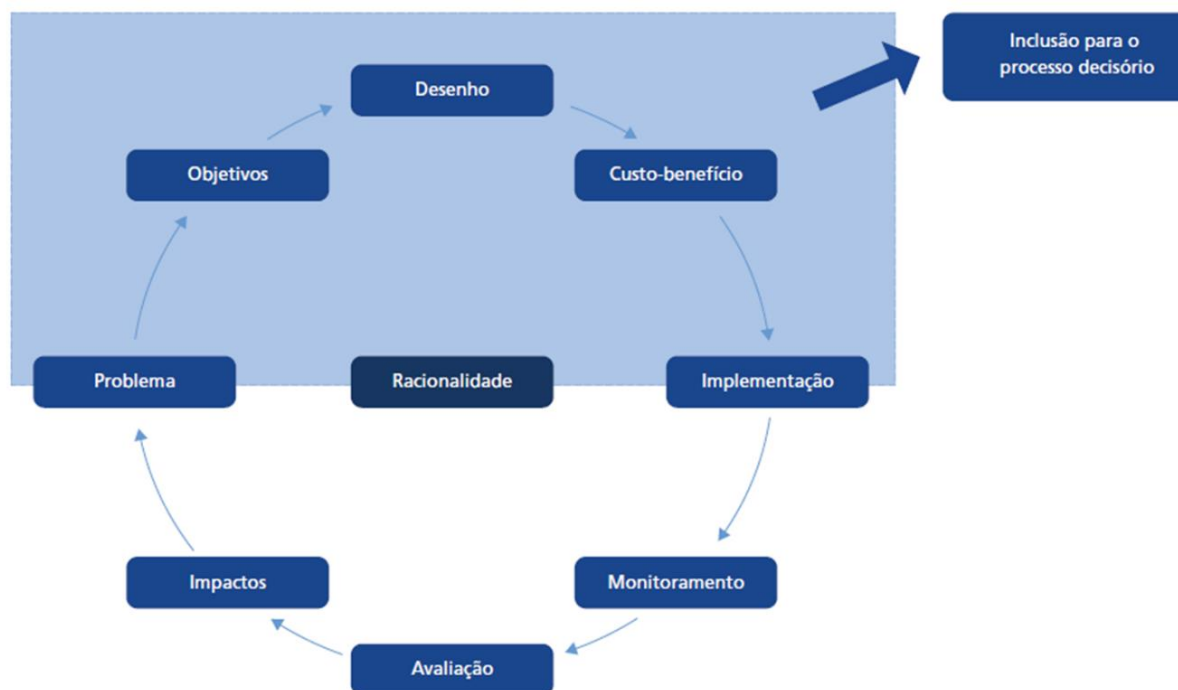 Inclusão para o
processo decisório
Desenho
Objetivos
Custo-benefício
Problema
Racionalidade
Implementação
Impactos
Monitoramento
Avaliação